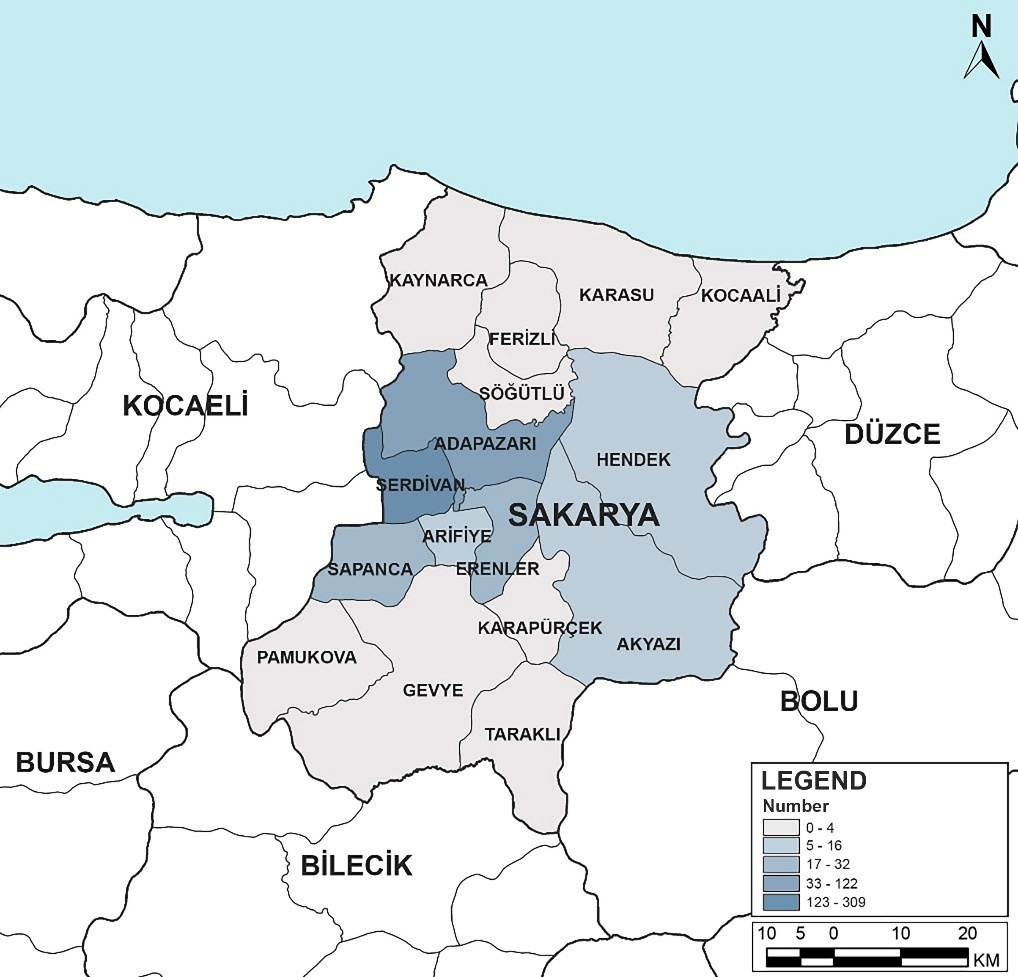 N
KAYNARCA
KARASU
KOCAALİ
FERİZLİ
SÖĞÜTLÜ
KOCAELİ
DÜZCE
ADAPAZARI
HENDEK
SERDİVAN
SAKARYA
ARİFİYE
SAPANCA
ERENLER
KARAPÜRÇEK
AKYAZI
PAMUKOVA
GEVYE
BOLU
TARAKLI
BURSA
BİLECİK
LEGEND
Number
0 - 4
5 - 16
17 - 32
33 - 122
123 - 309
10 5 0 10 20
KM